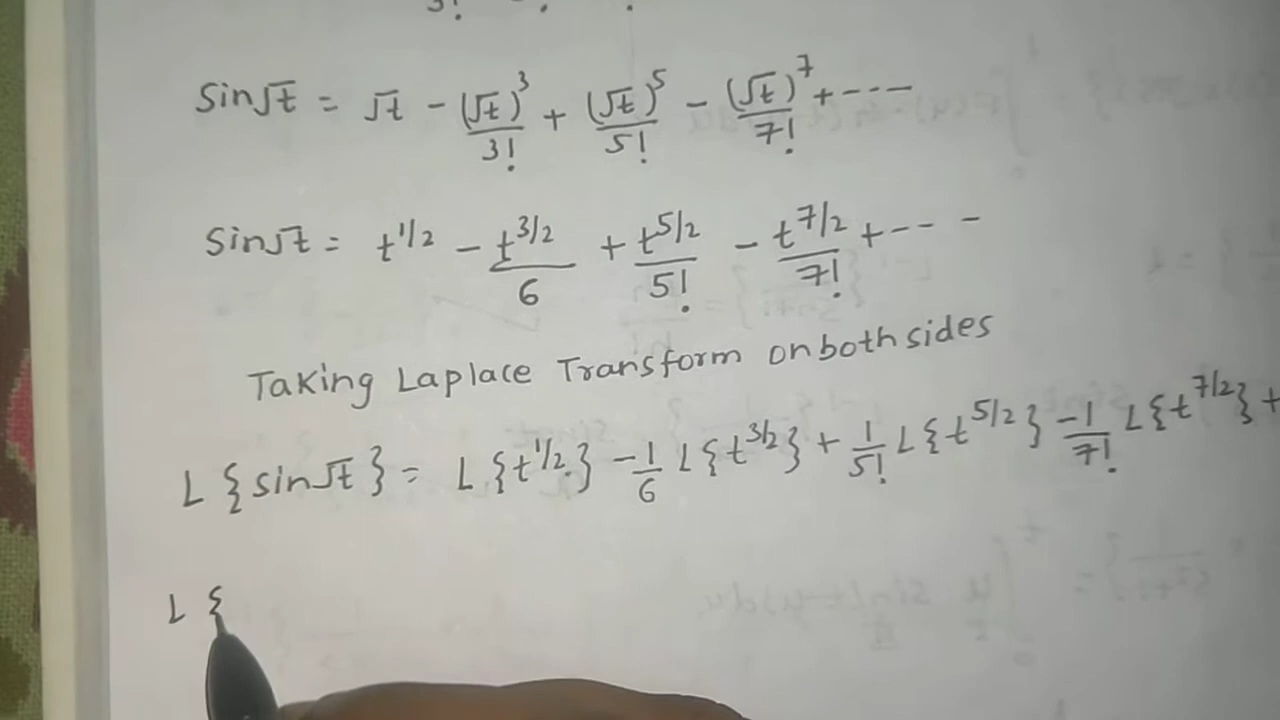 3!
Sin√t = √t - (√t)^3/3! + (√t)^5/5! - (√t)^7/7! + ----
Sin√t = t^1/2 - t^3/2/6 + t^5/2/5! - t^7/2/7! + --- -
Taking Laplace Transform on both sides
L{sin√t} = L{t^1/2} - 1/6 L{t^3/2} + 1/5! L{t^5/2} - 1/7! L{t^7/2} +
L{